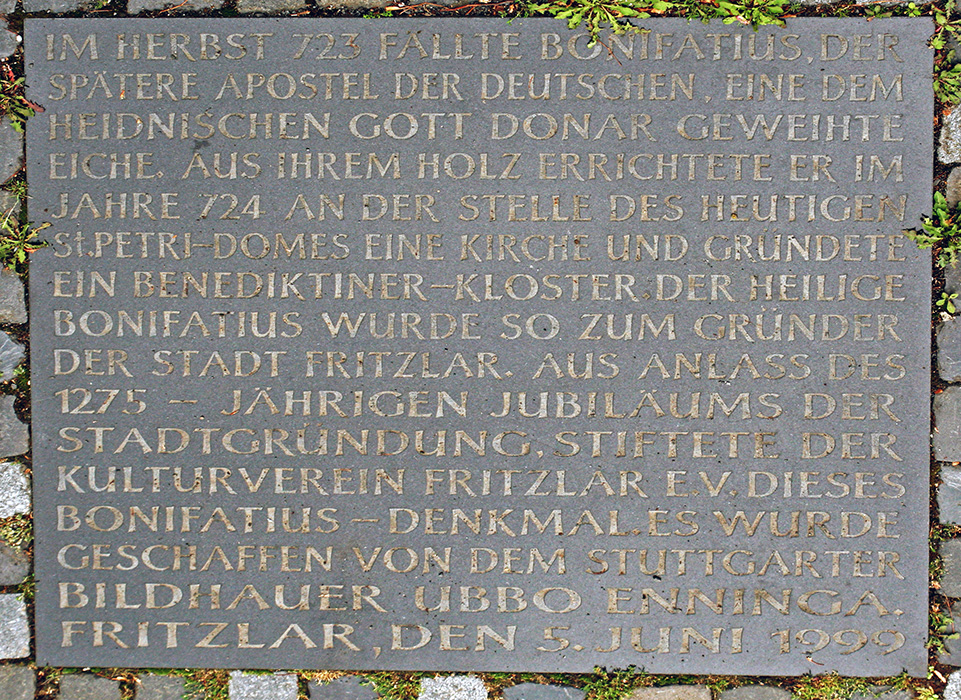 IM HERBST 723 FÄLLTE BONIFATIUS, DER
SPÄTERE APOSTEL DER DEUTSCHEN, EINE DEM
HEIDNISCHEN GOTT DONAR GEWEIHTE
EICHE. AUS IHREM HOLZ ERRICHTETE ER IM
JAHRE 724 AN DER STELLE DES HEUTIGEN
St.PETRI-DOMES EINE KIRCHE UND GRÜNDETE
EIN BENEDIKTINER-KLOSTER. DER HEILIGE
BONIFATIUS WURDE SO ZUM GRÜNDER
DER STADT FRITZLAR. AUS ANLASS DES
1275 - JÄHRIGEN JUBILÄUMS DER
STADTGRÜNDUNG, STIFTETE DER
KULTURVEREIN FRITZLAR E.V. DIESES
BONIFATIUS-DENKMAL. ES WURDE
GESCHAFFEN VON DEM STUTTGARTER
BILDHAUER UBBO ENNINGA.
FRITZLAR, DEN 5. JUNI 1999